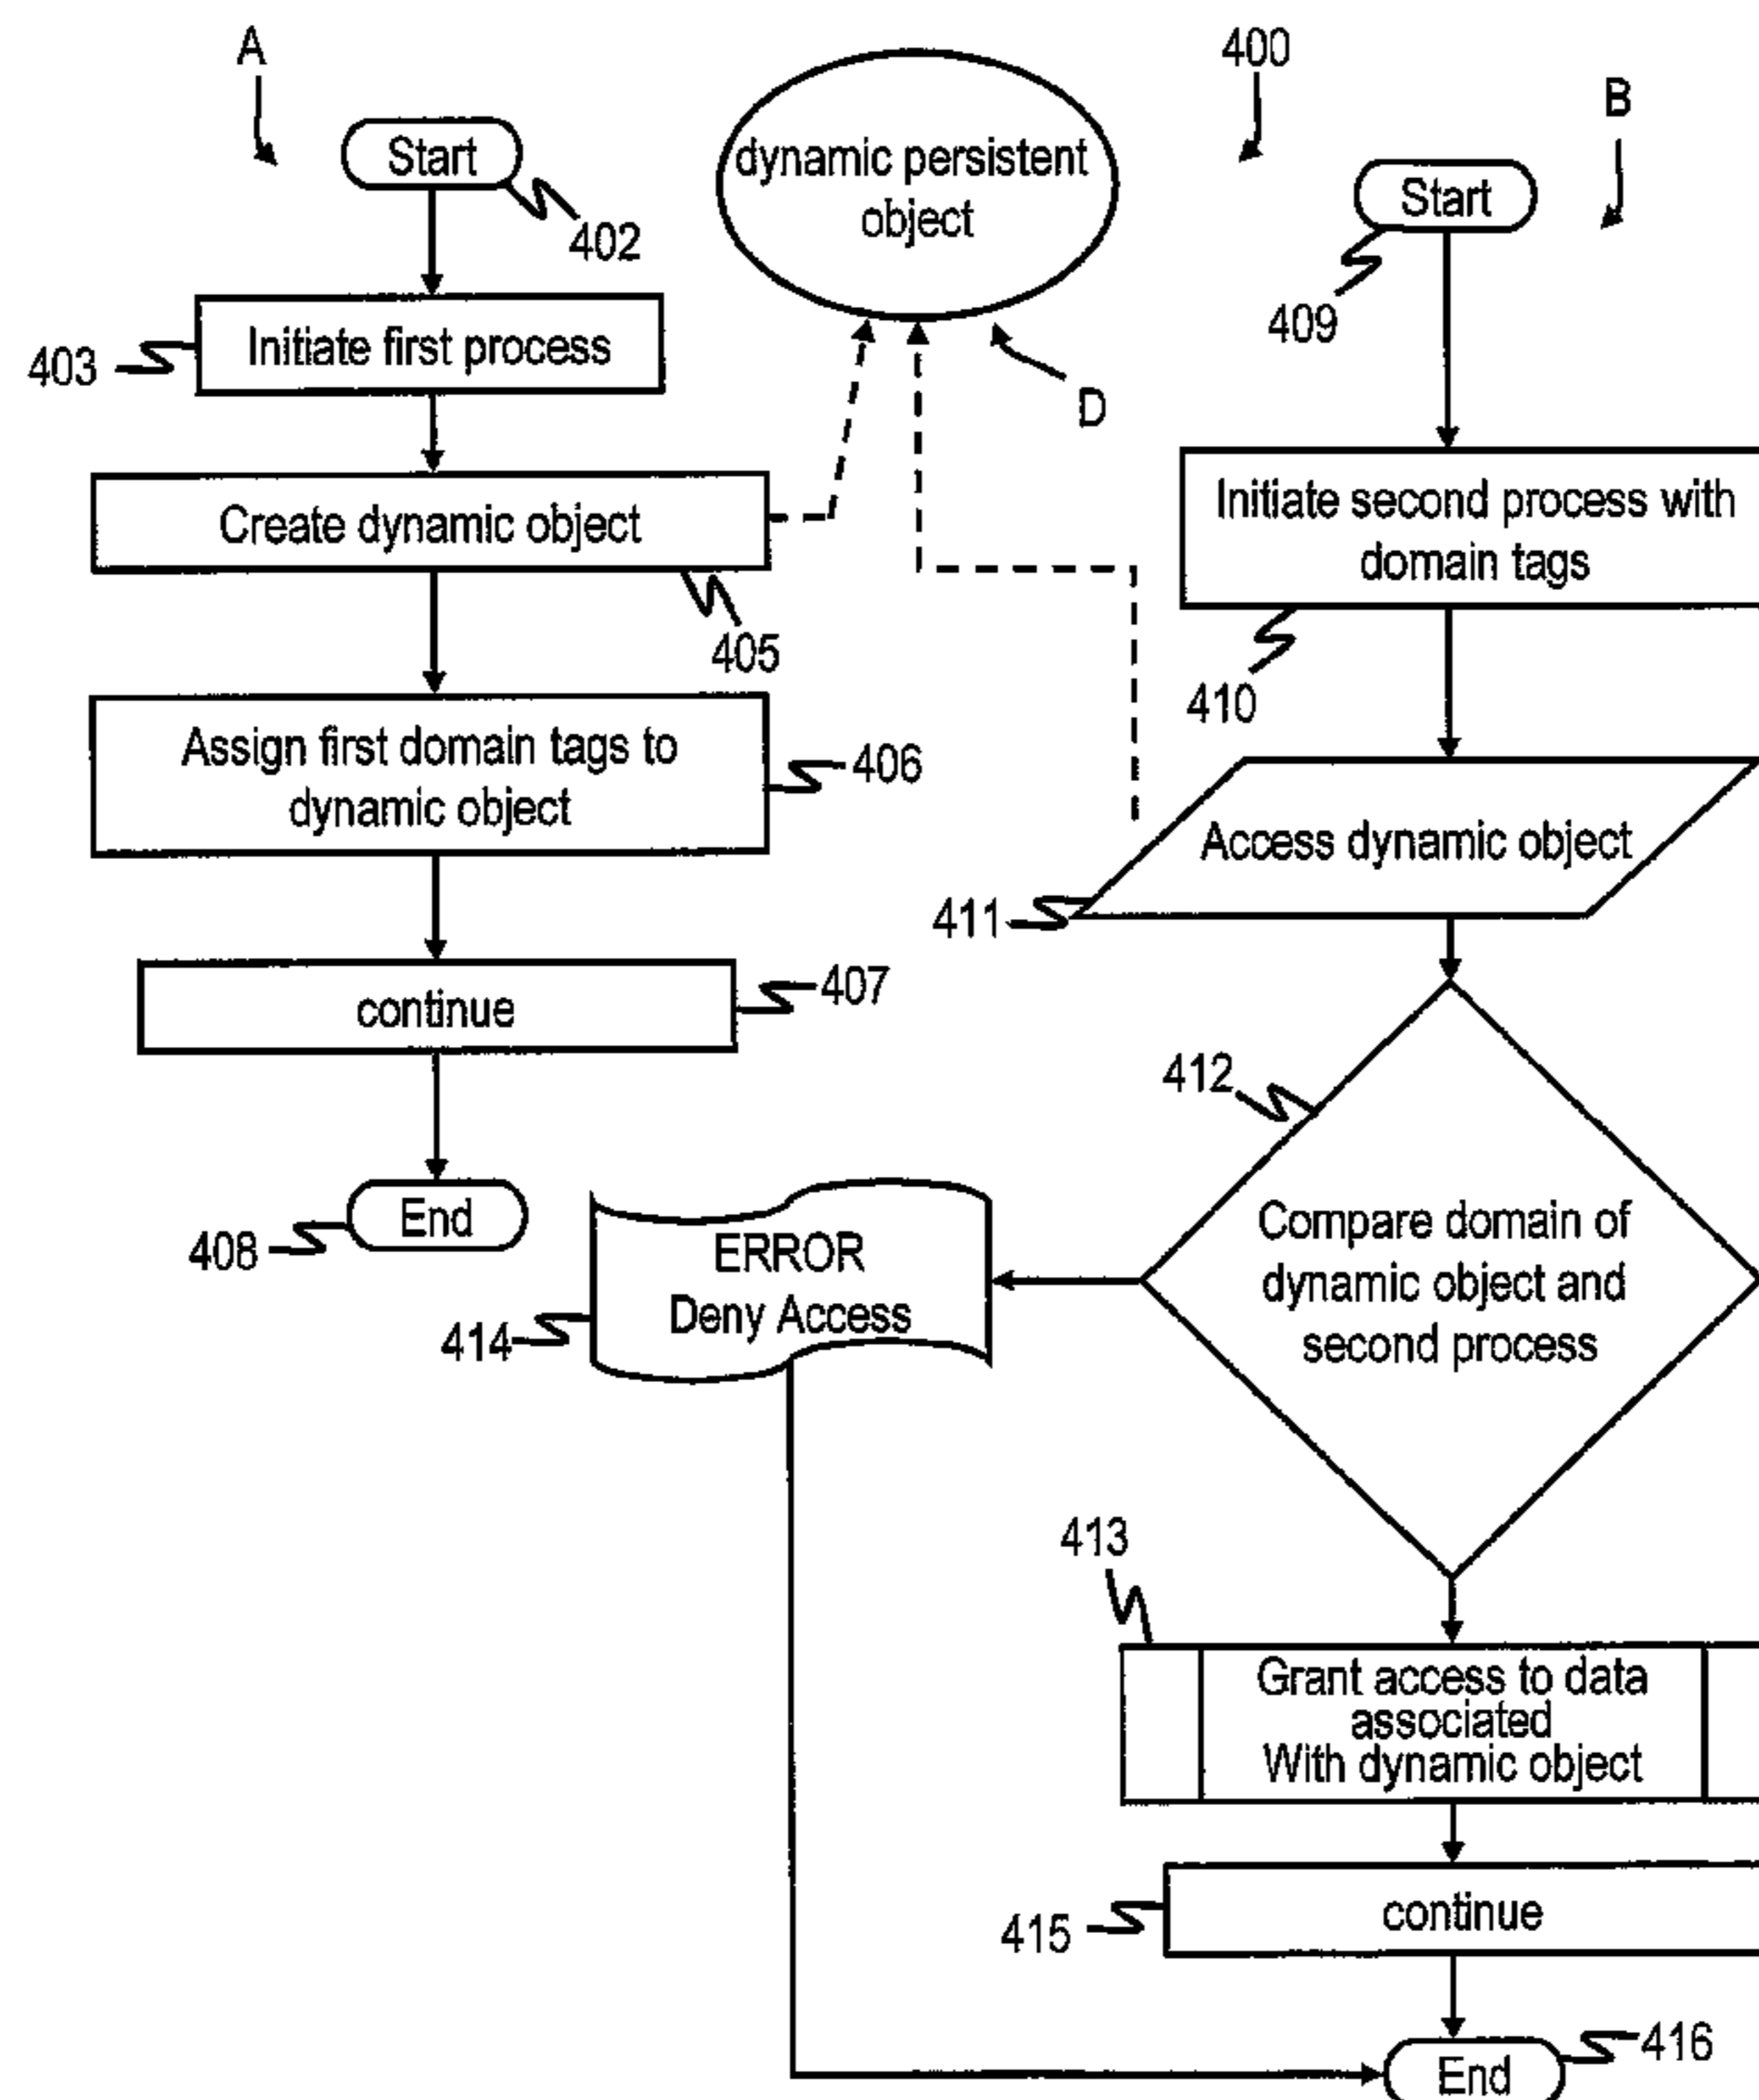 A
400
B
Start
402
dynamic persistent
object
Start
409
Initiate first process
403
D
Create dynamic object
405
Initiate second process with
domain tags
410
Assign first domain tags to
dynamic object
406
Access dynamic object
411
continue
407
412
End
408
ERROR
Deny Access
414
Compare domain of
dynamic object and
second process
413
Grant access to data
associated
With dynamic object
continue
415
End
416